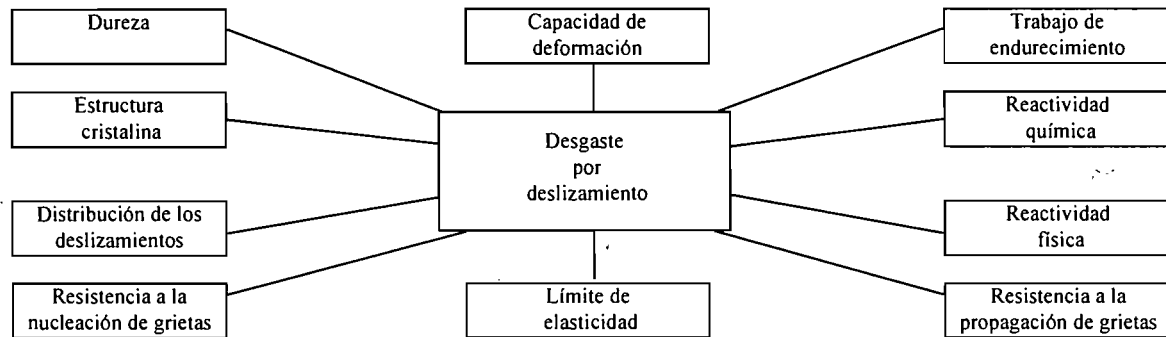 Dureza
Capacidad de
deformación
Trabajo de
endurecimiento
Estructura
cristalina
Desgaste
por
deslizamiento
Reactividad
química
Distribución de los
deslizamientos
Reactividad
física
Resistencia a la
nucleación de grietas
Límite de
elasticidad
Resistencia a la
propagación de grietas